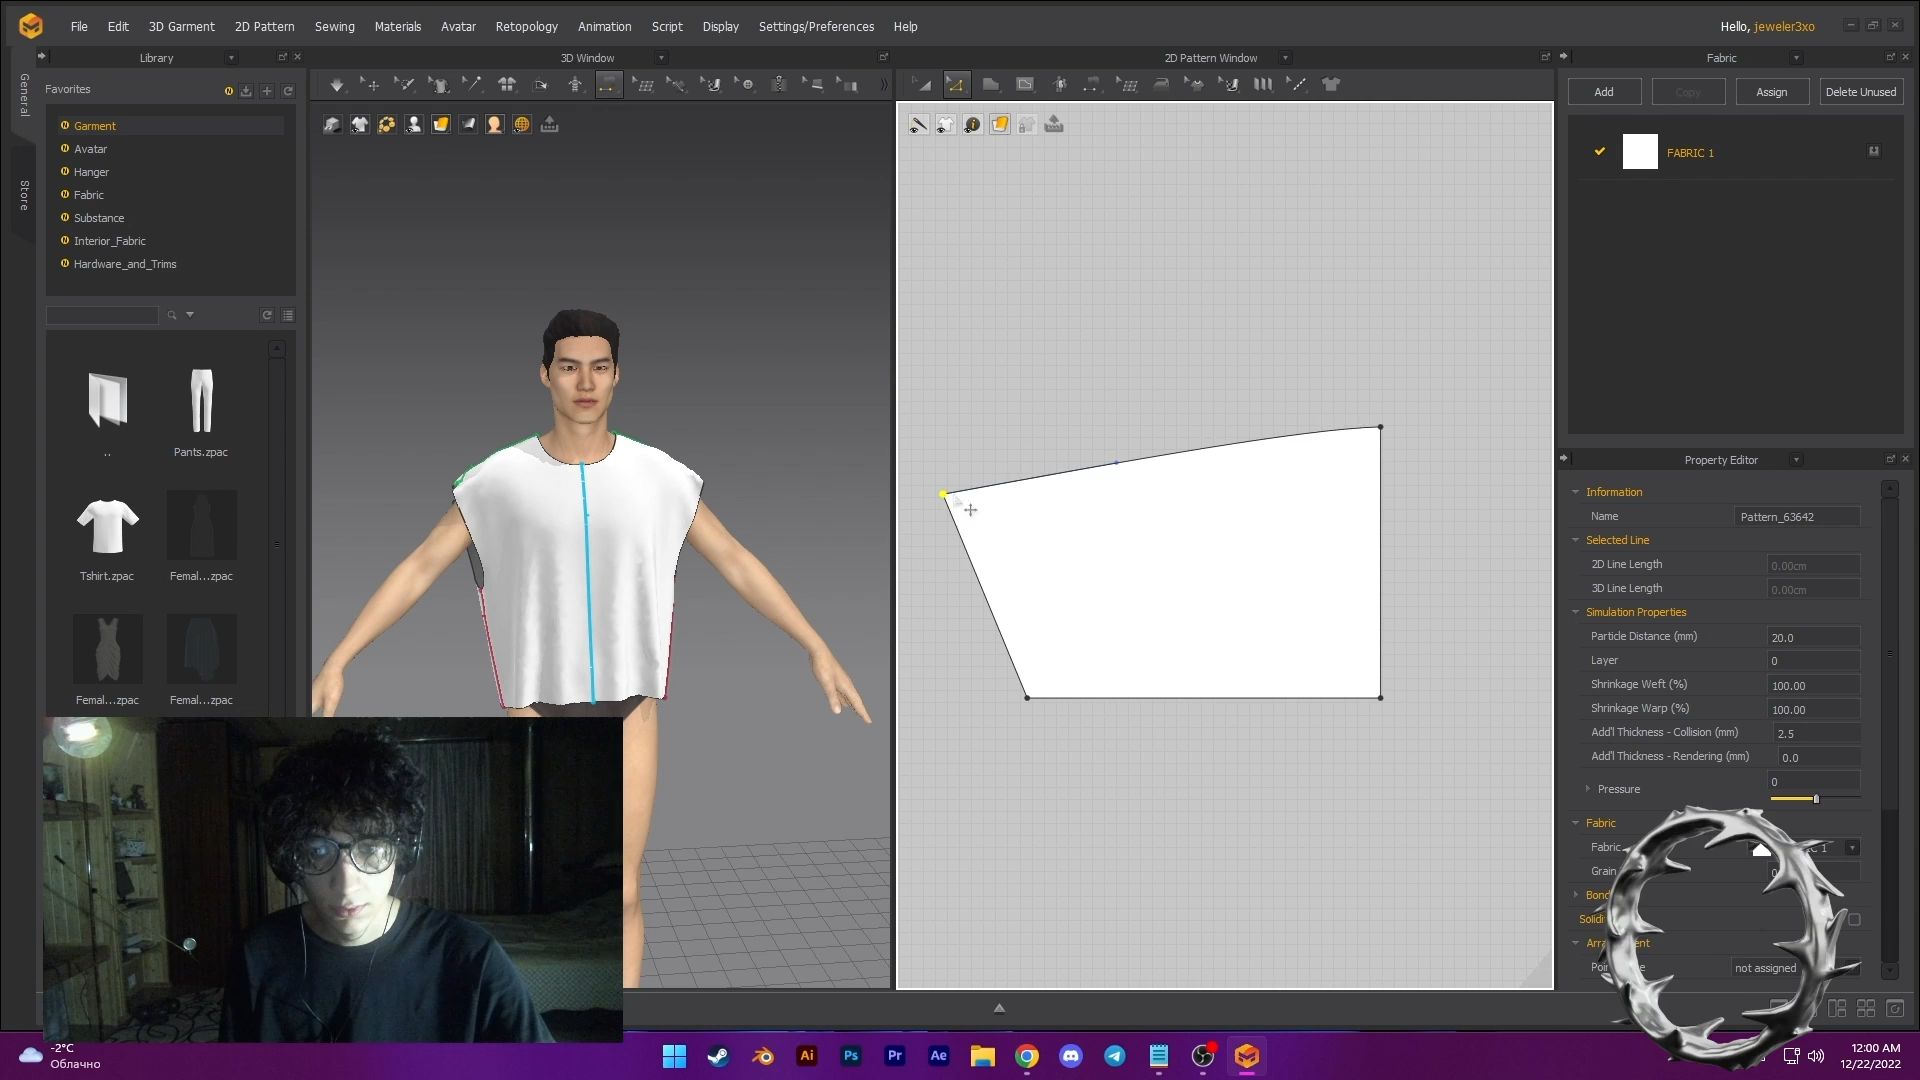 File Edit 3D Garment 2D Pattern Sewing Materials Avatar Retopology Animation Script Display Settings/Preferences Help
Hello, jeweler3xo
Library
3D Window
2D Pattern Window
Fabric
General
Store
Favorites
Garment
Avatar
Hanger
Fabric
Substance
Interior_Fabric
Hardware_and_Trims
..
Pants.zpac
Tshirt.zpac
Femal...zpac
Femal...zpac
Femal...zpac
Add Copy Assign Delete Unused
FABRIC 1
Property Editor
Information
Name Pattern_63642
Selected Line
2D Line Length 0.00cm
3D Line Length 0.00cm
Simulation Properties
Particle Distance (mm) 20.0
Layer 0
Shrinkage Weft (%) 100.00
Shrinkage Warp (%) 100.00
Add'l Thickness - Collision (mm) 2.5
Add'l Thickness - Rendering (mm) 0.0
Pressure 0
Fabric
Fabric
Grain
not assigned
-2°C
Облачно
Ai Ps Pr Ae
12:00 AM
12/22/2022